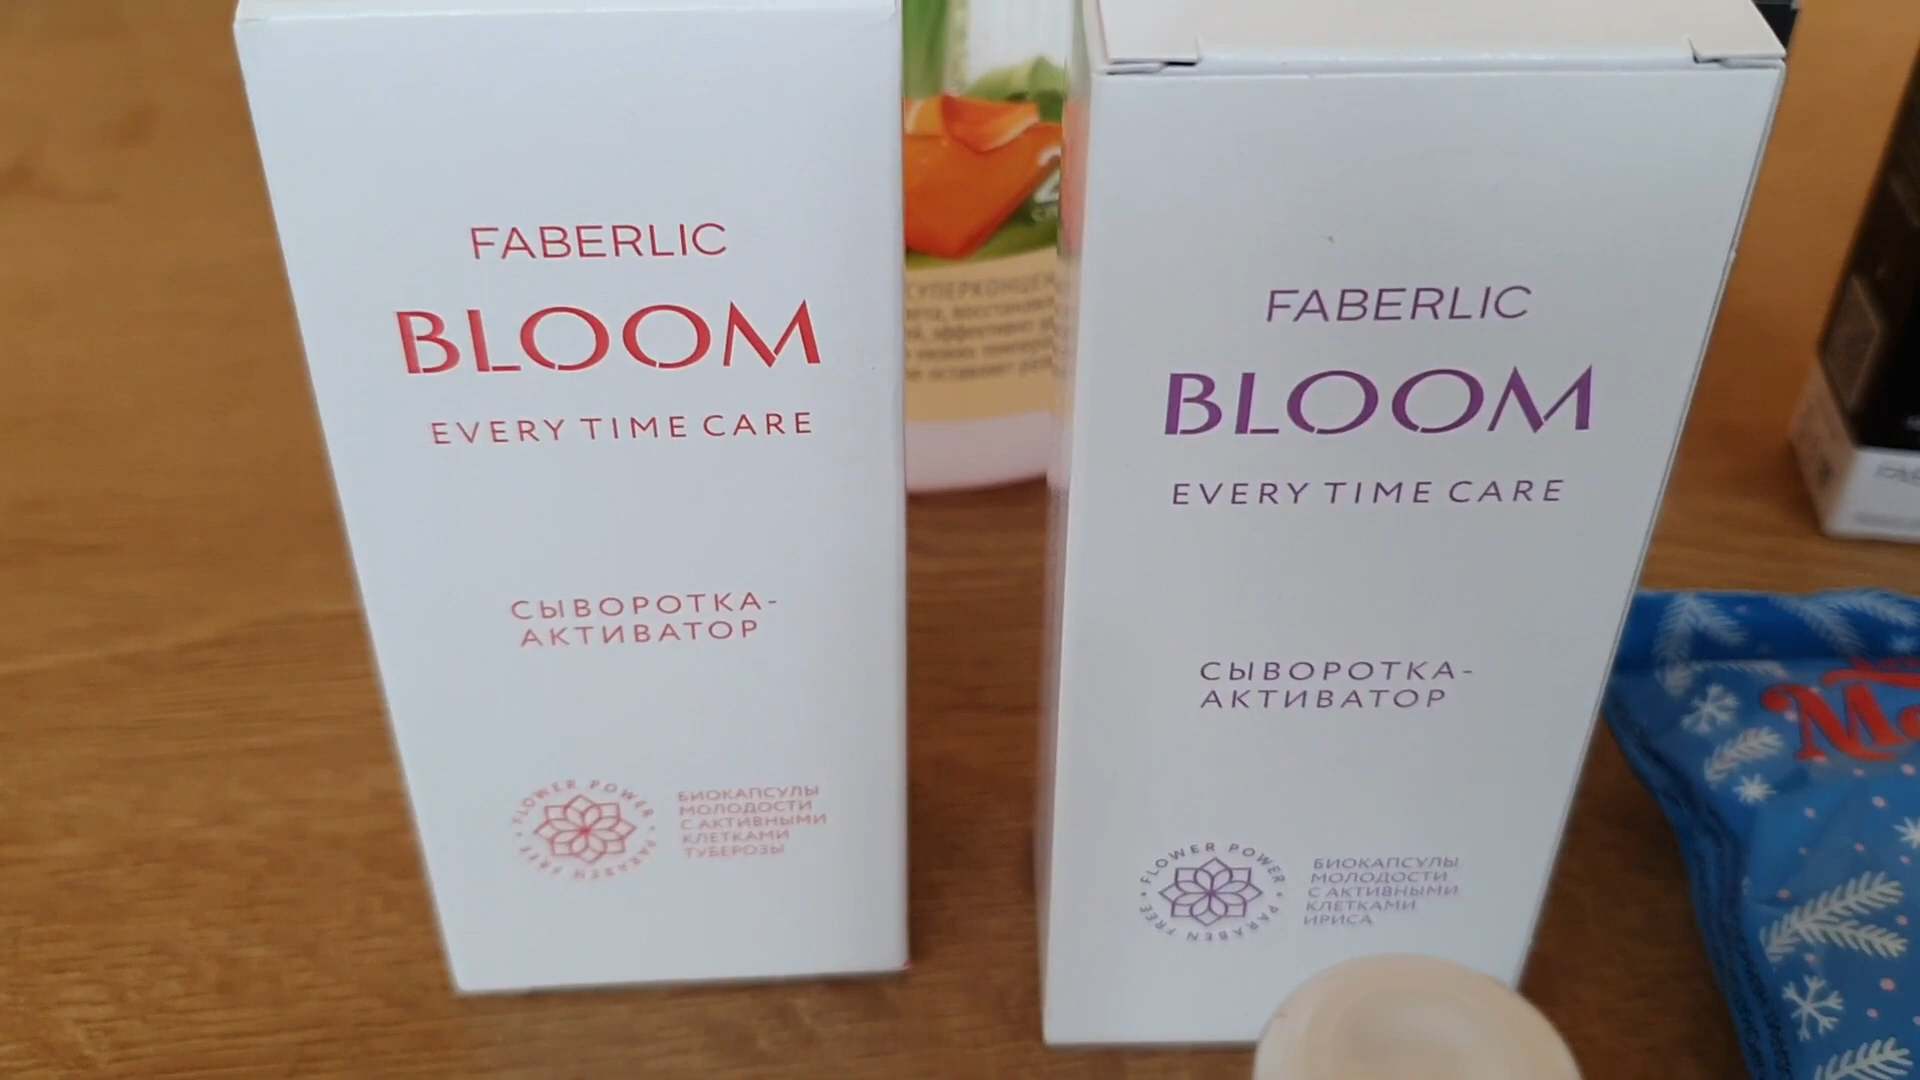 FABERLIC
BLOOM
EVERY TIME CARE
СЫВОРОТКА-
АКТИВАТОР
FLOWER POWER • PARABEN FREE •
БИОКАПСУЛЫ
МОЛОДОСТИ
С АКТИВНЫМИ
КЛЕТКАМИ
ТУБЕРОЗЫ
FABERLIC
BLOOM
EVERY TIME CARE
СЫВОРОТКА-
АКТИВАТОР
FLOWER POWER • PARABEN FREE •
БИОКАПСУЛЫ
МОЛОДОСТИ
С АКТИВНЫМИ
КЛЕТКАМИ
ИРИСА